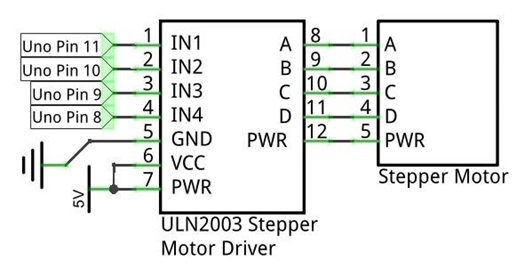 Uno Pin 11 1 IN1 A 8 1 A
Uno Pin 10 2 IN2 B 9 2 B
Uno Pin 9 3 IN3 C 10 3 C
Uno Pin 8 4 IN4 D 11 4 D
5 GND PWR 12 5 PWR
6 VCC
5V 7 PWR
Stepper Motor
ULN2003 Stepper
Motor Driver